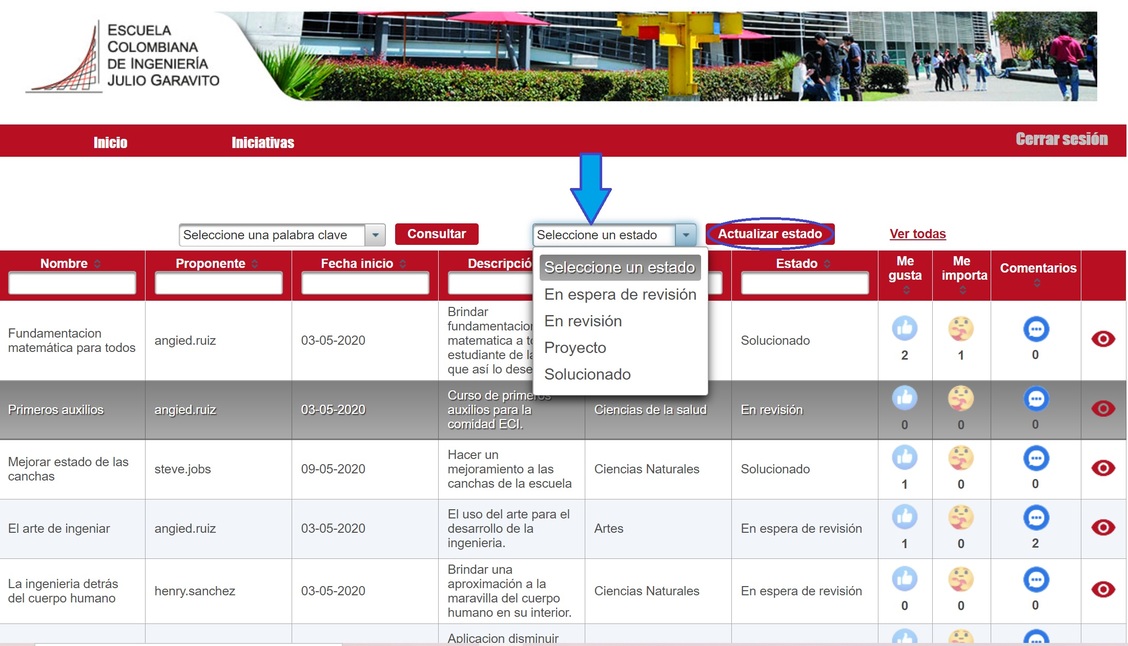 ESCUELA
COLOMBIANA
DE INGENIERÍA
JULIO GARAVITO
Inicio
Iniciativas
Cerrar sesión
Seleccione una palabra clave
Consultar
Seleccione un estado
Actualizar estado
Ver todas
Seleccione un estado
En espera de revisión
En revisión
Proyecto
Solucionado
Nombre
Proponente
Fecha inicio
Estado
Me
gusta
Me
importa
Comentarios
Fundamentacion
matemática para todos
angied.ruiz
03-05-2020
Brindar
matematica a
estudiante de
que así lo
Solucionado
2
1
0
Primeros auxilios
angied.ruiz
03-05-2020
Curso de primeros
auxilios para la
comidad ECI.
Ciencias de la salud
En revisión
0
0
0
Mejorar estado de las
canchas
steve.jobs
09-05-2020
Hacer un
mejoramiento a las
canchas de la escuela
Ciencias Naturales
Solucionado
1
0
0
El arte de ingeniar
angied.ruiz
03-05-2020
El uso del arte para el
desarrollo de la
ingenieria.
Artes
En espera de revisión
1
0
2
La ingenieria detrás
del cuerpo humano
henry.sanchez
03-05-2020
Brindar una
aproximación a la
maravilla del cuerpo
humano en su interior.
Ciencias Naturales
En espera de revisión
0
0
0
Aplicacion disminuir